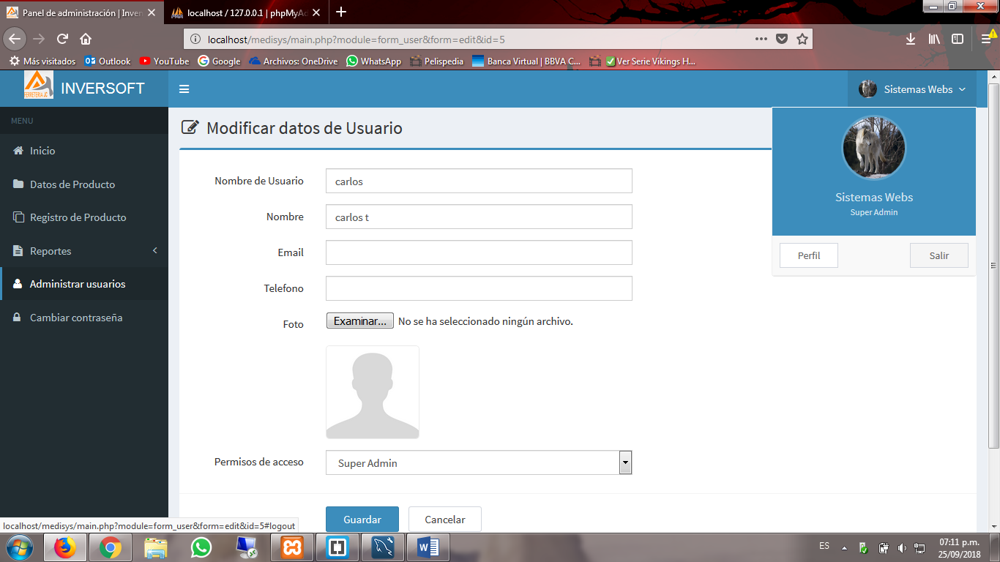 Panel de administración | Inven
localhost / 127.0.0.1 | phpMyAd
localhost/medisys/main.php?module=form_user&form=edit&id=5
Más visitados
Outlook
YouTube
Google
Archivos: OneDrive
WhatsApp
Pelispedia
Banca Virtual | BBVA C...
Ver Serie Vikings H...
FERRETERIA JC
INVERSOFT
Sistemas Webs
MENU
Inicio
Datos de Producto
Registro de Producto
Reportes
Administrar usuarios
Cambiar contraseña
Modificar datos de Usuario
Nombre de Usuario
carlos
Nombre
carlos t
Email
Telefono
Foto
Examinar...
No se ha seleccionado ningún archivo.
Permisos de acceso
Super Admin
Guardar
Cancelar
Sistemas Webs
Super Admin
Perfil
Salir
localhost/medisys/main.php?module=form_user&form=edit&id=5#logout
ES
07:11 p.m.
25/09/2018